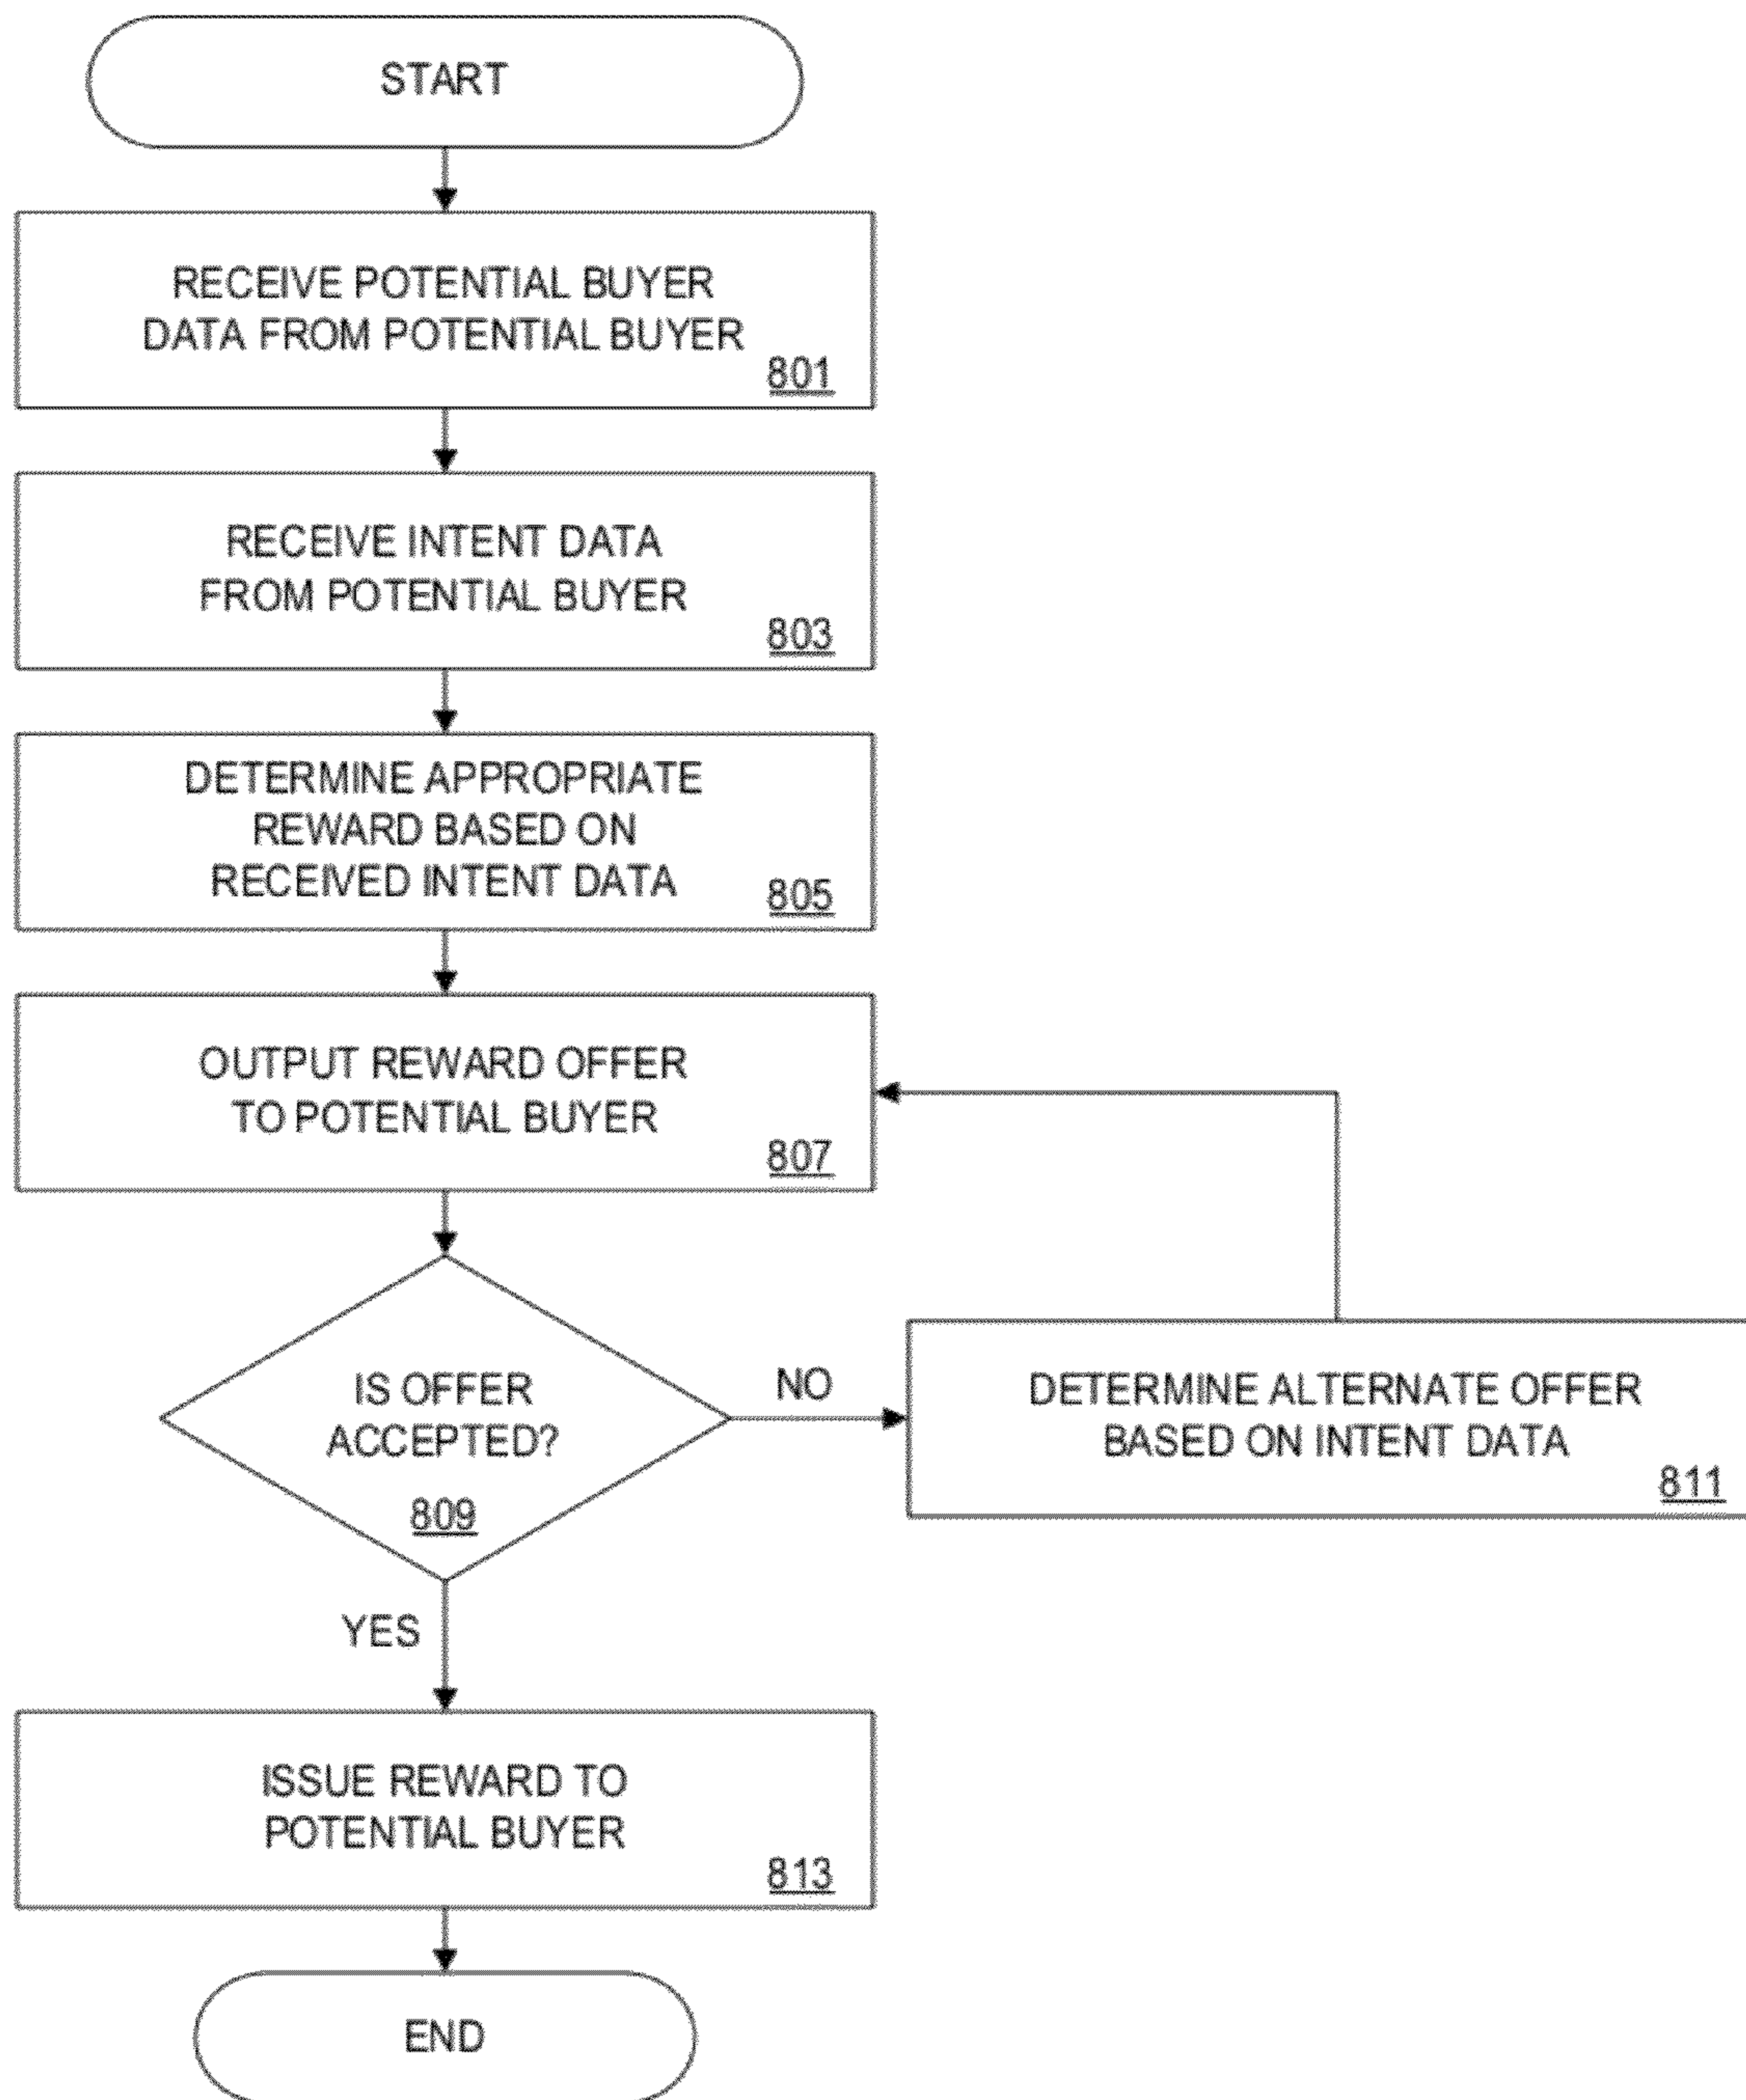 START
RECEIVE POTENTIAL BUYER
DATA FROM POTENTIAL BUYER
801
RECEIVE INTENT DATA
FROM POTENTIAL BUYER
803
DETERMINE APPROPRIATE
REWARD BASED ON
RECEIVED INTENT DATA
805
OUTPUT REWARD OFFER
TO POTENTIAL BUYER
807
IS OFFER
ACCEPTED?
809
NO
DETERMINE ALTERNATE OFFER
BASED ON INTENT DATA
811
YES
ISSUE REWARD TO
POTENTIAL BUYER
813
END